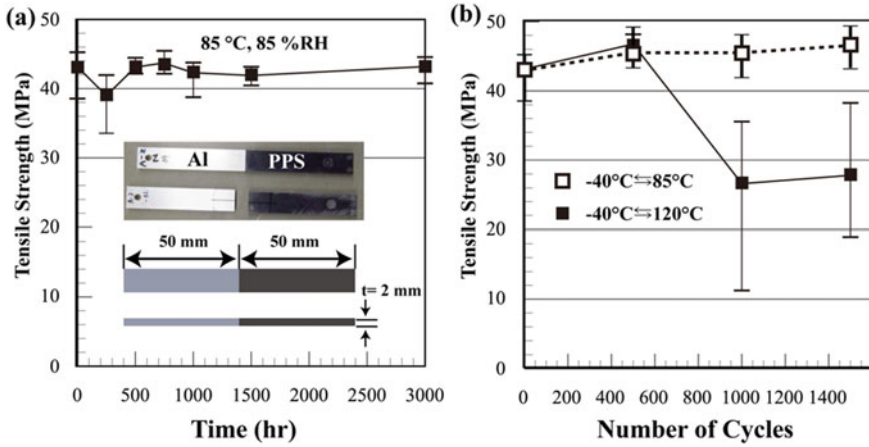 (a)
85 °C, 85 %RH
Tensile Strength (MPa)
50
40
30
20
10
0
Al
PPS
50 mm
50 mm
t= 2 mm
0
500
1000
1500
2000
2500
3000
Time (hr)
(b)
Tensile Strength (MPa)
50
40
30
20
10
0
-40°C⇆85°C
-40°C⇆120°C
0
200
400
600
800
1000
1200
1400
Number of Cycles